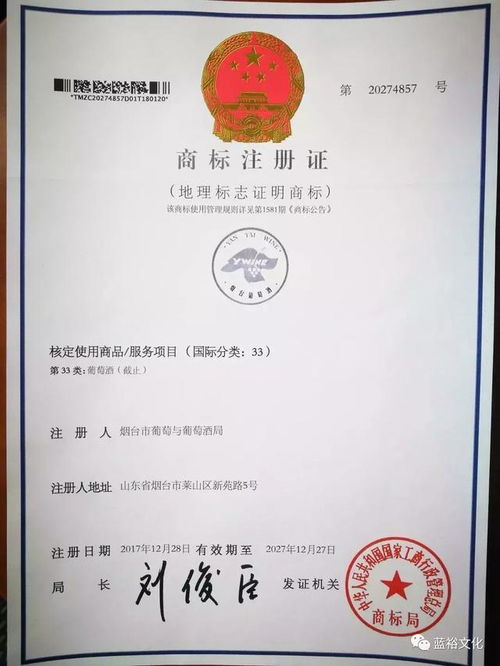 *TMZC20274857D01T180120*
第 20274857 号
商标注册证
(地理标志证明商标)
该商标使用管理规则详见第1581期《商标公告》
YAN TAI WINE
YWINE
烟台葡萄酒
核定使用商品/服务项目（国际分类：33）
第 33 类：葡萄酒（截止）
注 册 人 烟台市葡萄与葡萄酒局
注册人地址 山东省烟台市莱山区新苑路5号
注册日期 2017年12月28日 有效期至 2027年12月27日
局 长 刘俊臣 发证机关
中华人民共和国国家工商行政管理总局
商标局
蓝裕文化